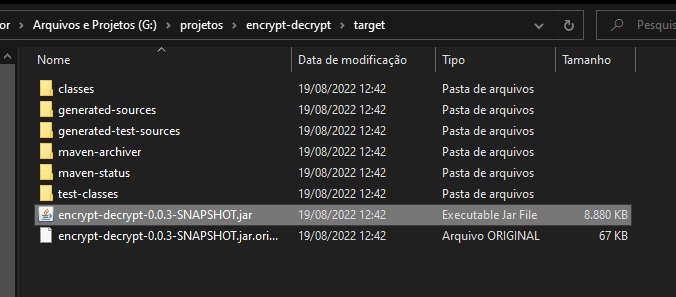 or > Arquivos e Projetos (G:) > projetos > encrypt-decrypt > target
Pesquis
Nome Data de modificação Tipo Tamanho
classes 19/08/2022 12:42 Pasta de arquivos
generated-sources 19/08/2022 12:42 Pasta de arquivos
generated-test-sources 19/08/2022 12:42 Pasta de arquivos
maven-archiver 19/08/2022 12:42 Pasta de arquivos
maven-status 19/08/2022 12:42 Pasta de arquivos
test-classes 19/08/2022 12:42 Pasta de arquivos
encrypt-decrypt-0.0.3-SNAPSHOT.jar 19/08/2022 12:42 Executable Jar File 8.880 KB
encrypt-decrypt-0.0.3-SNAPSHOT.jar.ori... 19/08/2022 12:42 Arquivo ORIGINAL 67 KB